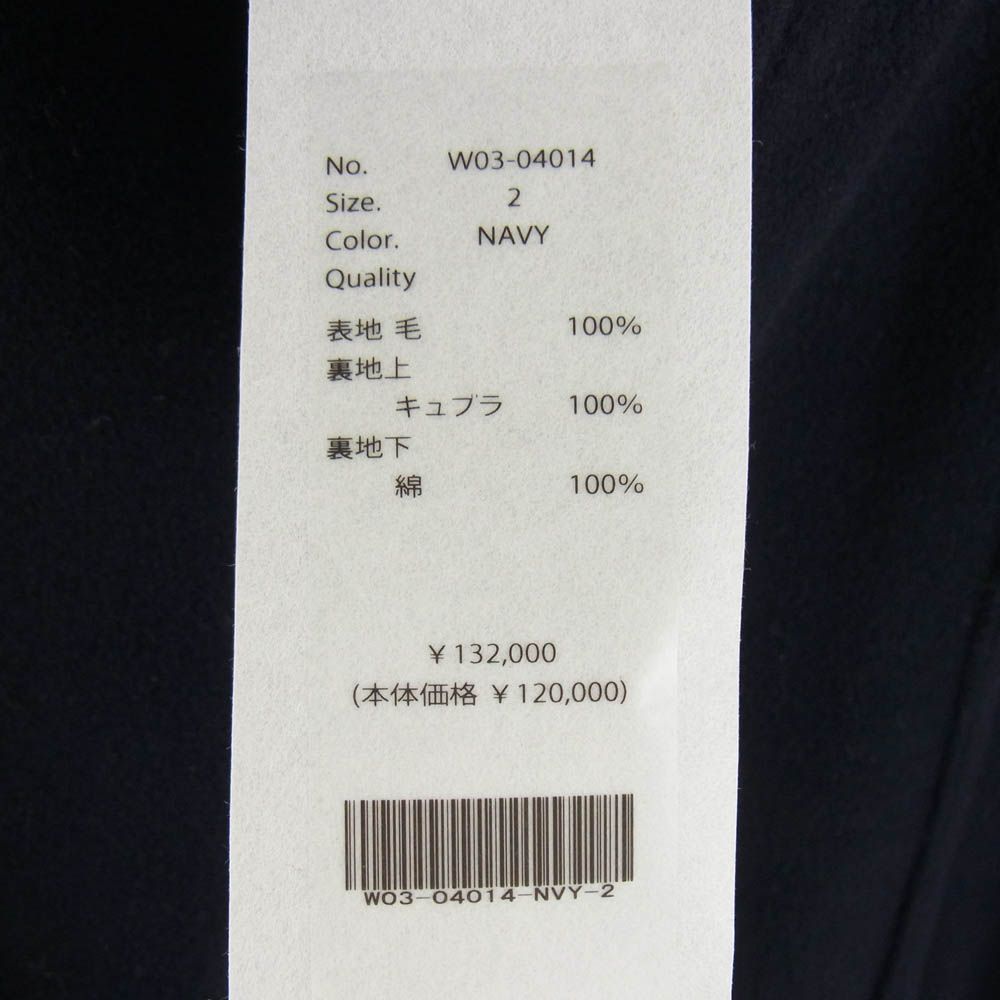 No. W03-04014
Size. 2
Color. NAVY
Quality
表地 毛 100%
裏地上
キュプラ 100%
裏地下
綿 100%
¥132,000
(本体価格 ¥120,000)
W03-04014-NVY-2